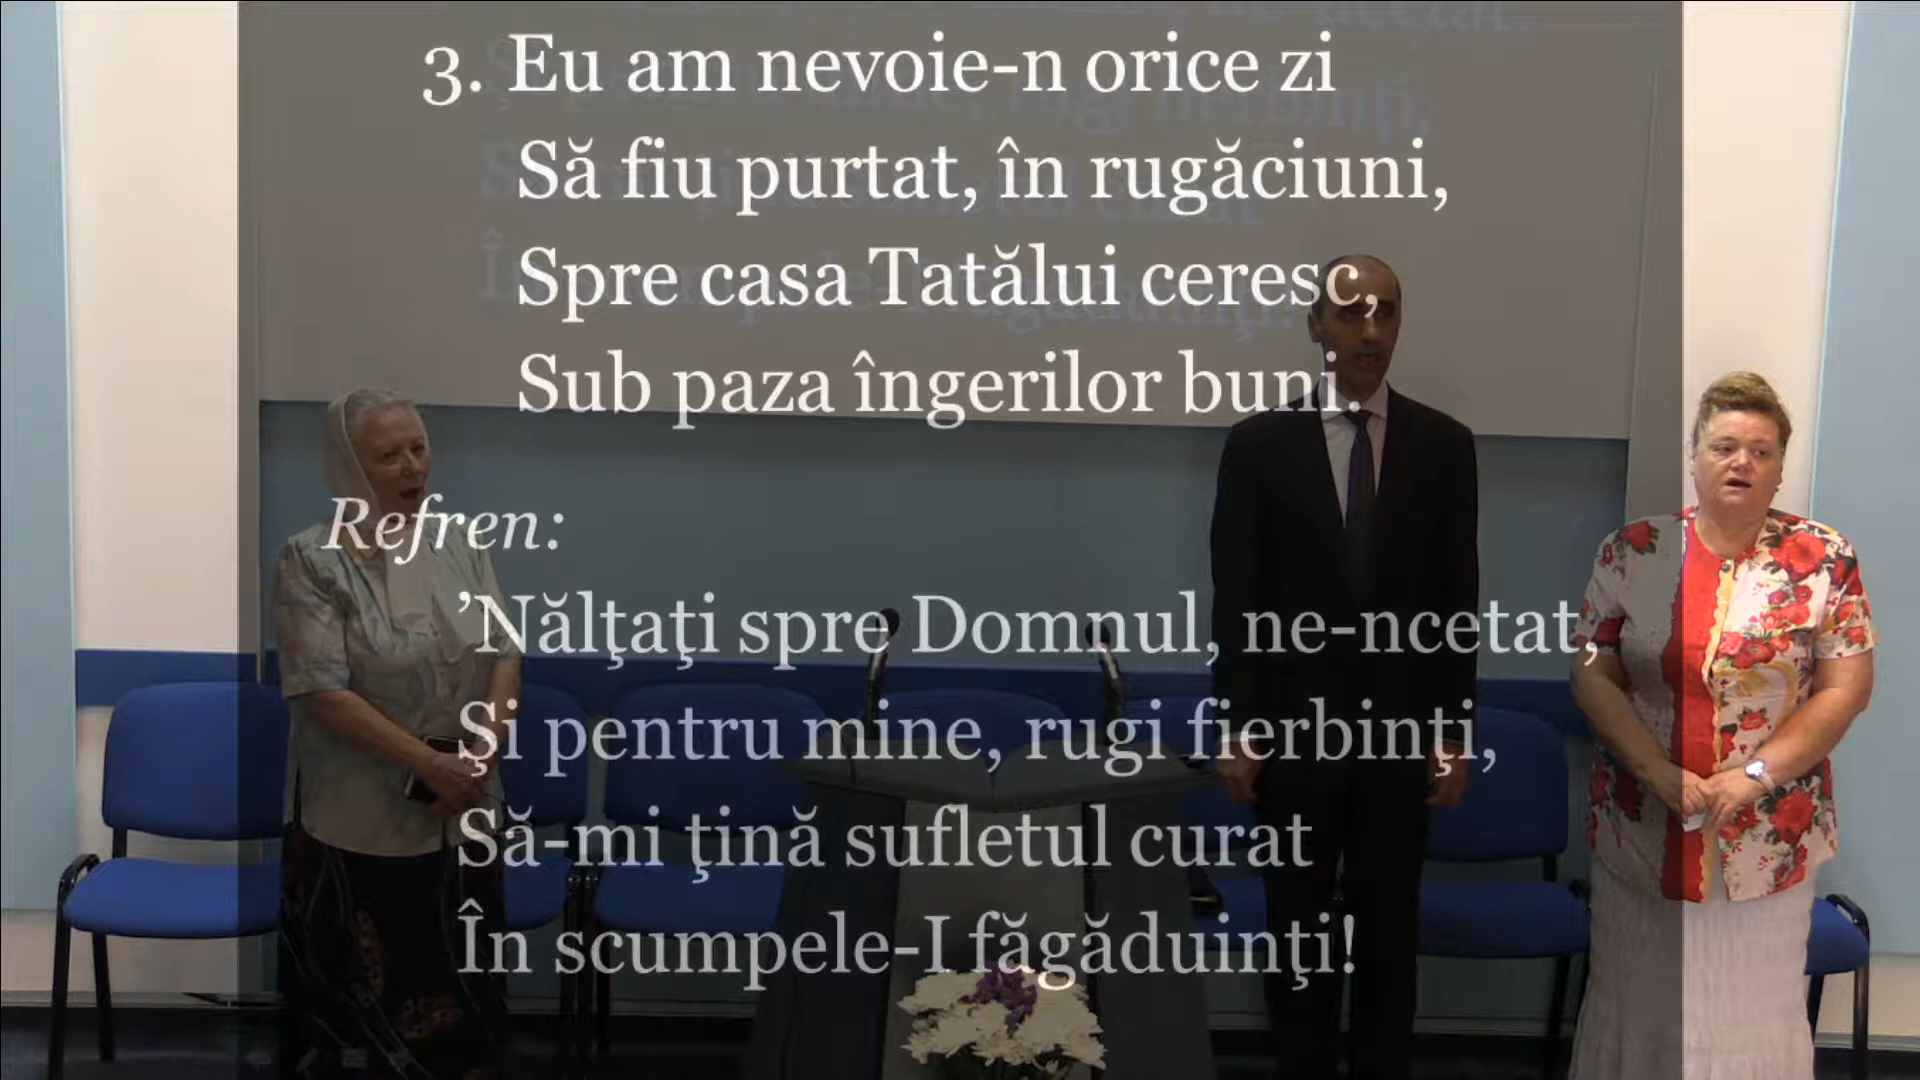 3. Eu am nevoie-n orice zi
Să fiu purtat, în rugăciuni,
Spre casa Tatălui ceresc,
Sub paza îngerilor buni.
Refren:
’Nălţaţi spre Domnul, ne-ncetat,
Şi pentru mine, rugi fierbinţi,
Să-mi ţină sufletul curat
În scumpele-I făgăduinţi!